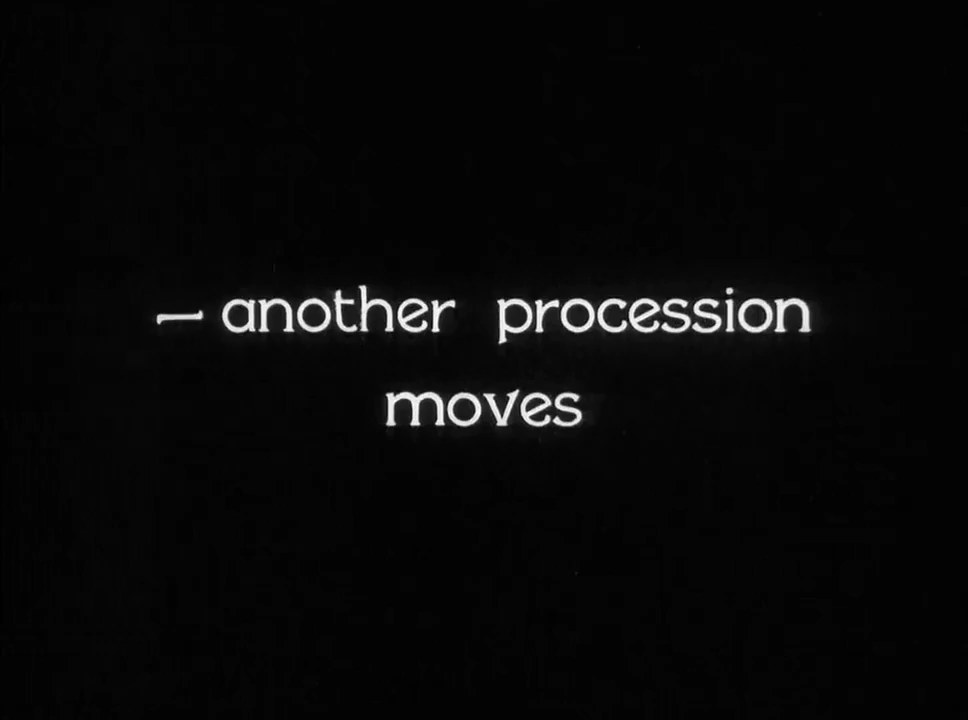 — another procession
moves